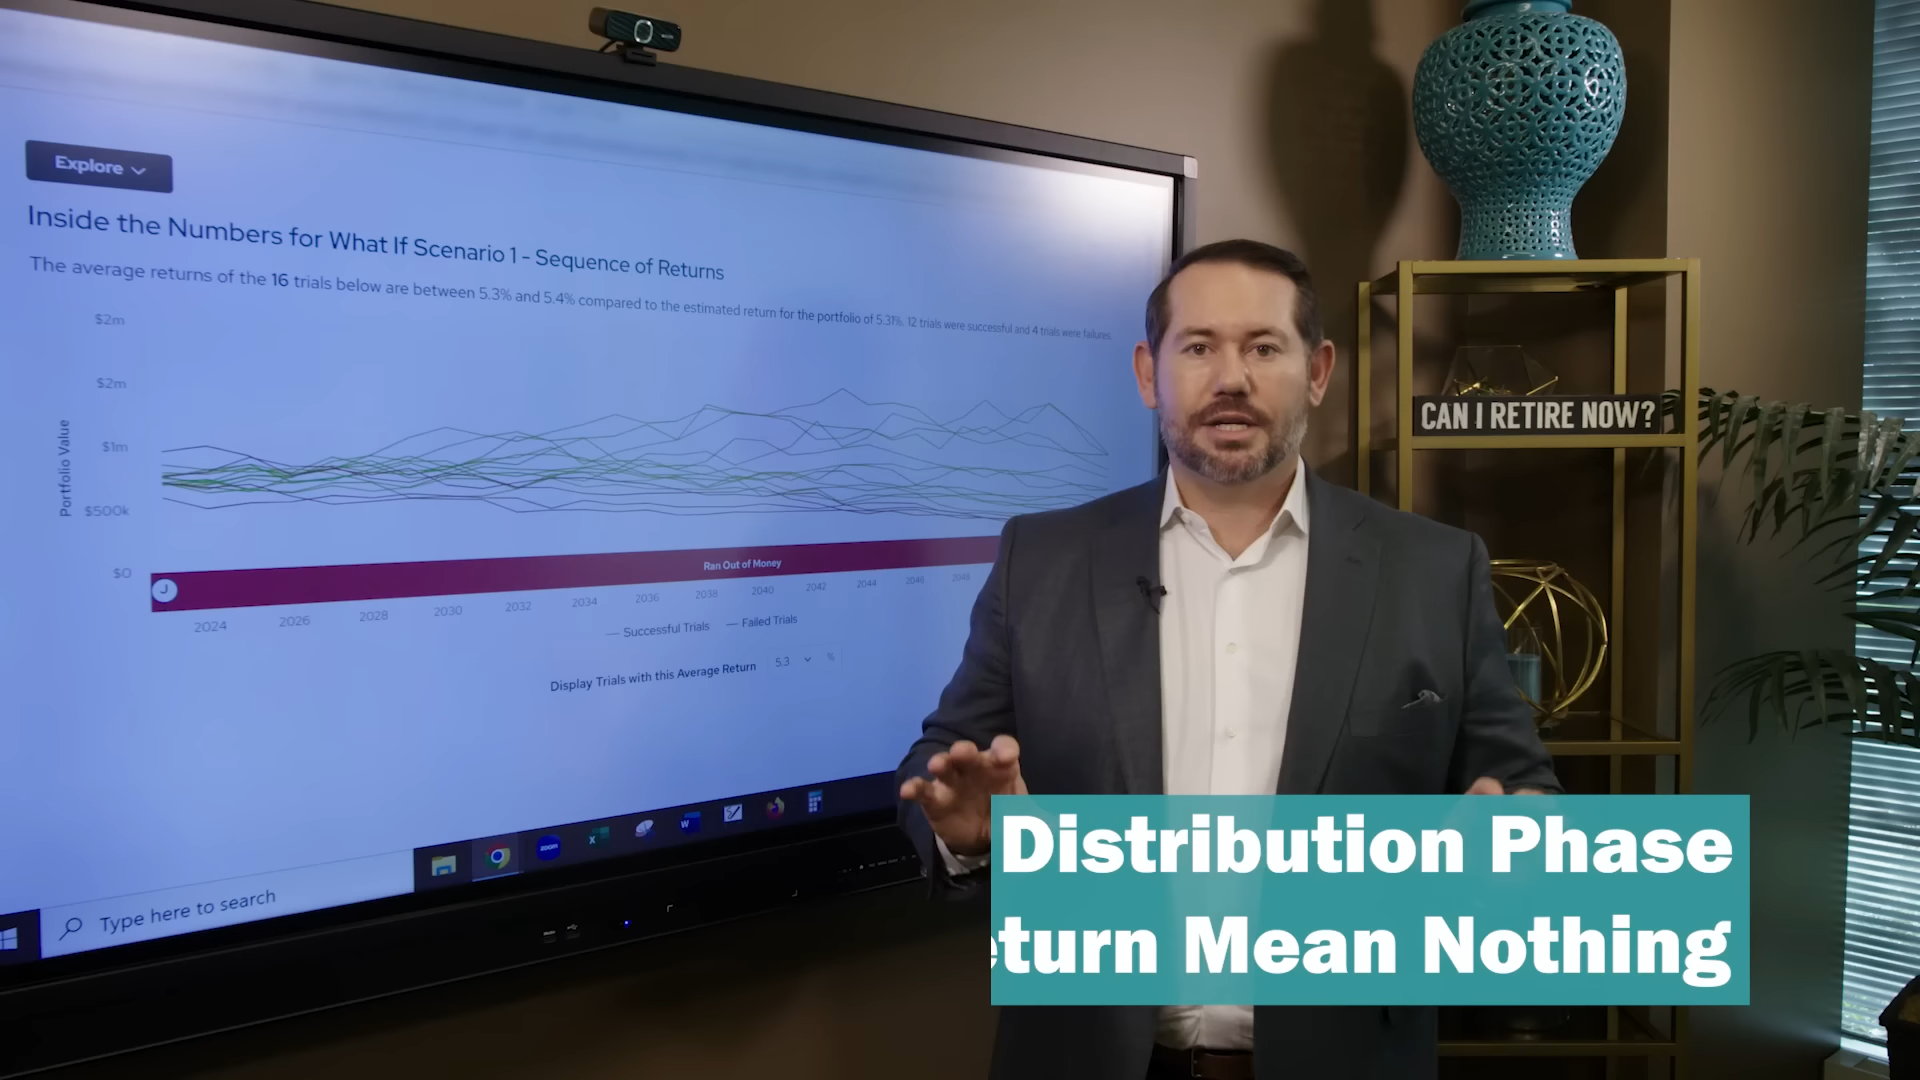 Explore
Inside the Numbers for What If Scenario 1 - Sequence of Returns
The average returns of the 16 trials below are between 5.3% and 5.4% compared to the estimated return for the portfolio of 5.31%. 12 trials were successful and 4 trials were failures.
$2m
$2m
$1m
$500k
$0
Portfolio Value
J
Ran Out of Money
2024 2026 2028 2030 2032 2034 2036 2038 2040 2042 2044 2046 2048
Successful Trials Failed Trials
Display Trials with this Average Return 5.3 %
zoom
X
W
Type here to search
CAN I RETIRE NOW?
Distribution Phase
eturn Mean Nothing